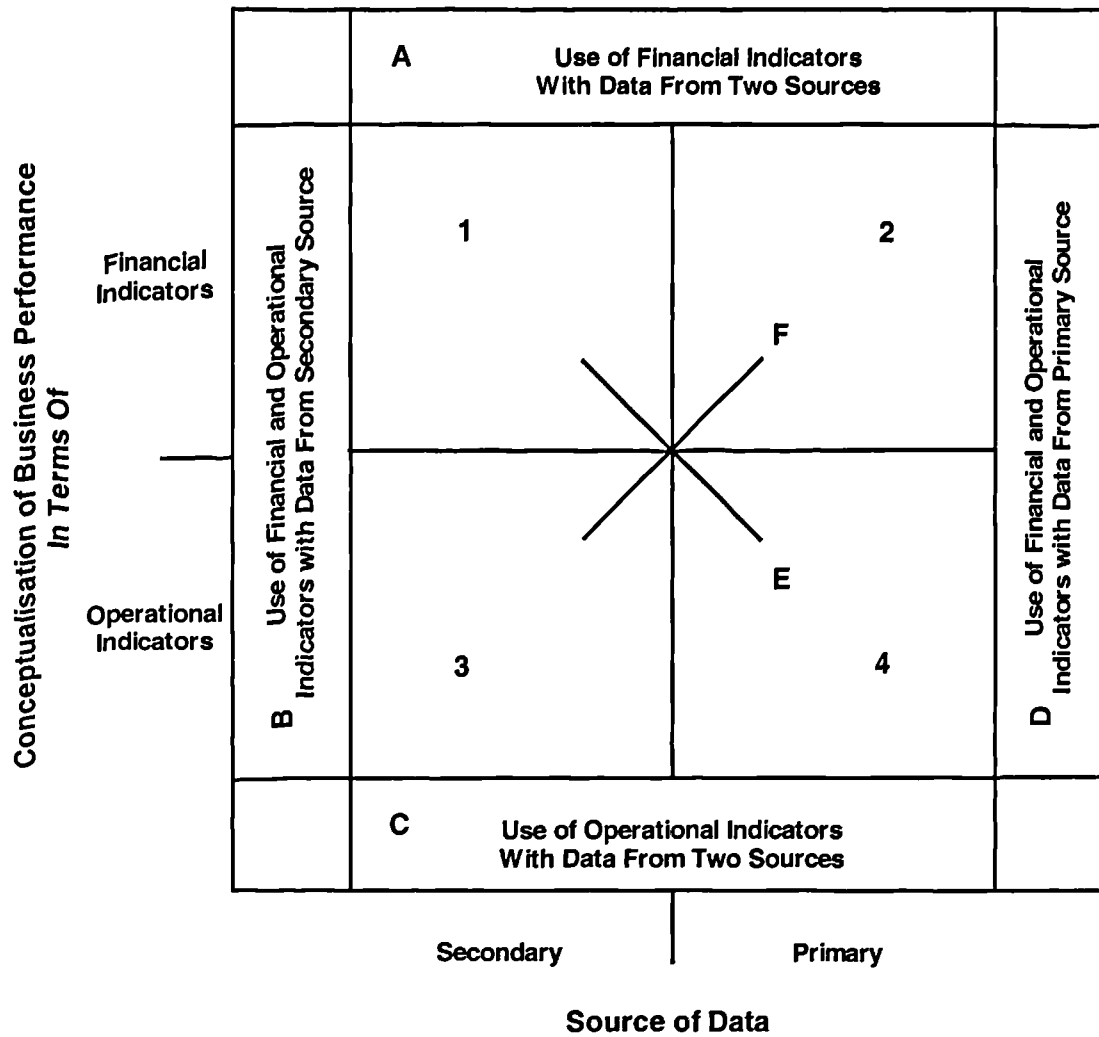 A
Use of Financial Indicators
With Data From Two Sources
Conceptualisation of Business Performance
In Terms Of
Financial
Indicators
Operational
Indicators
B
Use of Financial and Operational
Indicators with Data From Secondary Source
1
2
F
3
E
4
D
Use of Financial and Operational
Indicators with Data From Primary Source
C
Use of Operational Indicators
With Data From Two Sources
Secondary
Primary
Source of Data